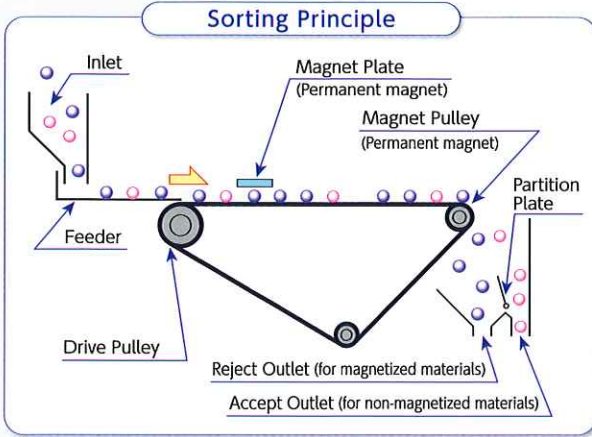 Sorting Principle
Inlet
Magnet Plate
(Permanent magnet)
Magnet Pulley
(Permanent magnet)
Partition
Plate
Feeder
Drive Pulley
Reject Outlet (for magnetized materials)
Accept Outlet (for non-magnetized materials)